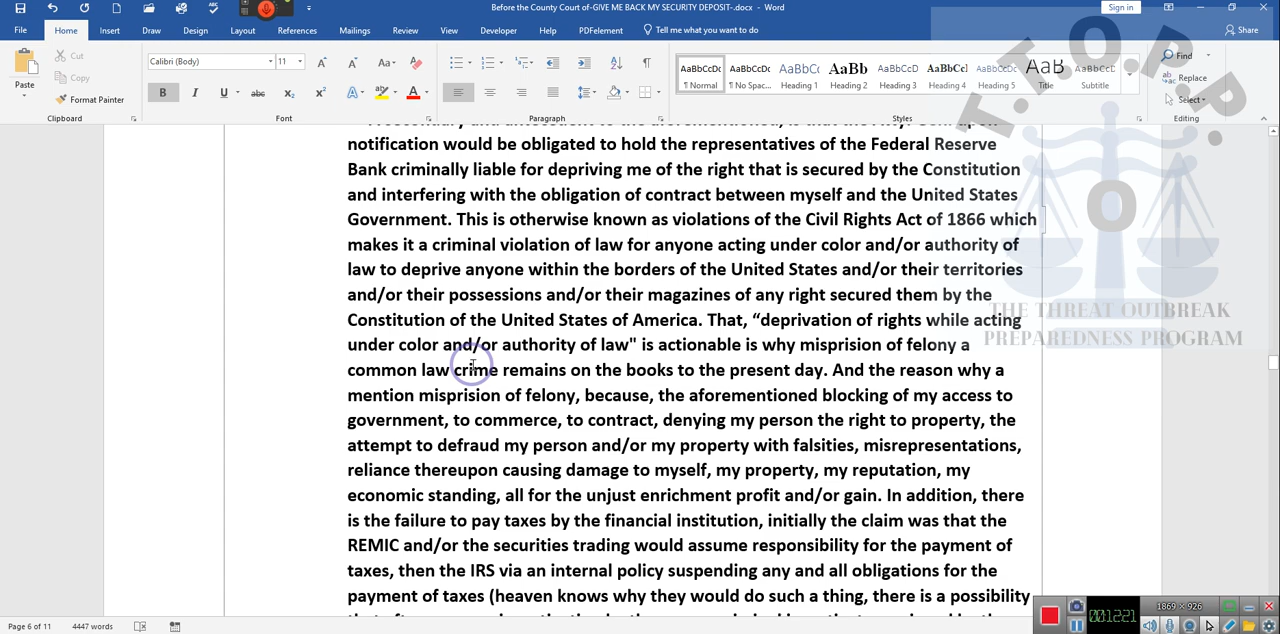 Before the County Court of-GIVE ME BACK MY SECURITY DEPOSIT-.docx - Word
Sign in
File Home Insert Draw Design Layout References Mailings Review View Developer Help PDFelement Tell me what you want to do Share
Paste
Cut
Copy
Format Painter
Clipboard
Calibri (Body) 11
Font
Paragraph
AaBbCcDc AaBbCcDc AaBbC( AaBb AaBbCcD AaBbCcI AaBbCcDc AaB AaBbCcD
¶ Normal ¶ No Spac... Heading 1 Heading 2 Heading 3 Heading 4 Heading 5 Title Subtitle
Styles
Find
Replace
Select
Editing
T.T.O.P.P.
O
THE THREAT OUTBREAK
PREPAREDNESS PROGRAM
notification would be obligated to hold the representatives of the Federal Reserve
Bank criminally liable for depriving me of the right that is secured by the Constitution
and interfering with the obligation of contract between myself and the United States
Government. This is otherwise known as violations of the Civil Rights Act of 1866 which
makes it a criminal violation of law for anyone acting under color and/or authority of
law to deprive anyone within the borders of the United States and/or their territories
and/or their possessions and/or their magazines of any right secured them by the
Constitution of the United States of America. That, “deprivation of rights while acting
under color and/or authority of law" is actionable is why misprision of felony a
common law crime remains on the books to the present day. And the reason why a
mention misprision of felony, because, the aforementioned blocking of my access to
government, to commerce, to contract, denying my person the right to property, the
attempt to defraud my person and/or my property with falsities, misrepresentations,
reliance thereupon causing damage to myself, my property, my reputation, my
economic standing, all for the unjust enrichment profit and/or gain. In addition, there
is the failure to pay taxes by the financial institution, initially the claim was that the
REMIC and/or the securities trading would assume responsibility for the payment of
taxes, then the IRS via an internal policy suspending any and all obligations for the
payment of taxes (heaven knows why they would do such a thing, there is a possibility
Page 6 of 11 4447 words
1869 × 926